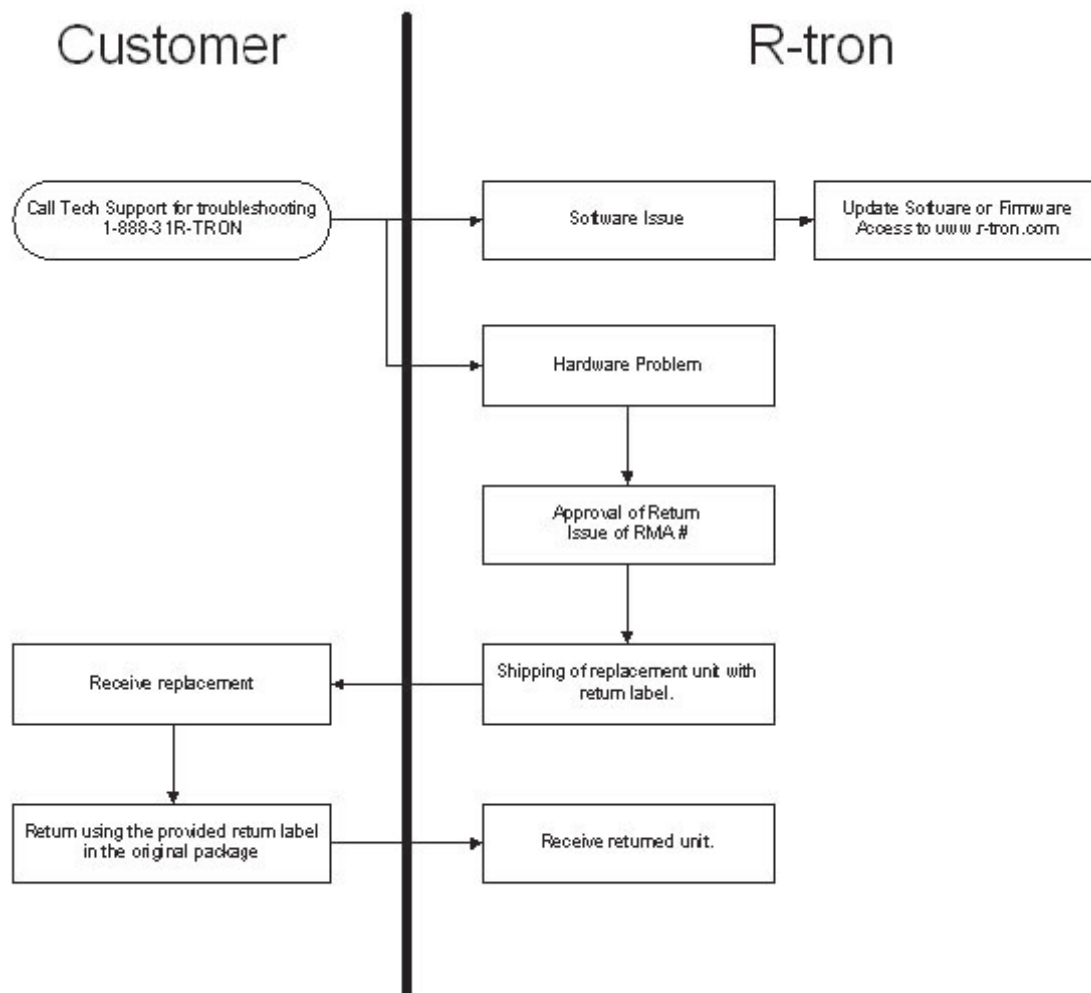 Customer
R-tron
Call Tech Support for troubleshooting
1-888-31R-TRON
Software Issue
Update Software or Firmware
Access to www.r-tron.com
Hardware Problem
Approval of Return
Issue of RMA #
Receive replacement
Shipping of replacement unit with
return label.
Return using the provided return label
in the original package
Receive returned unit.